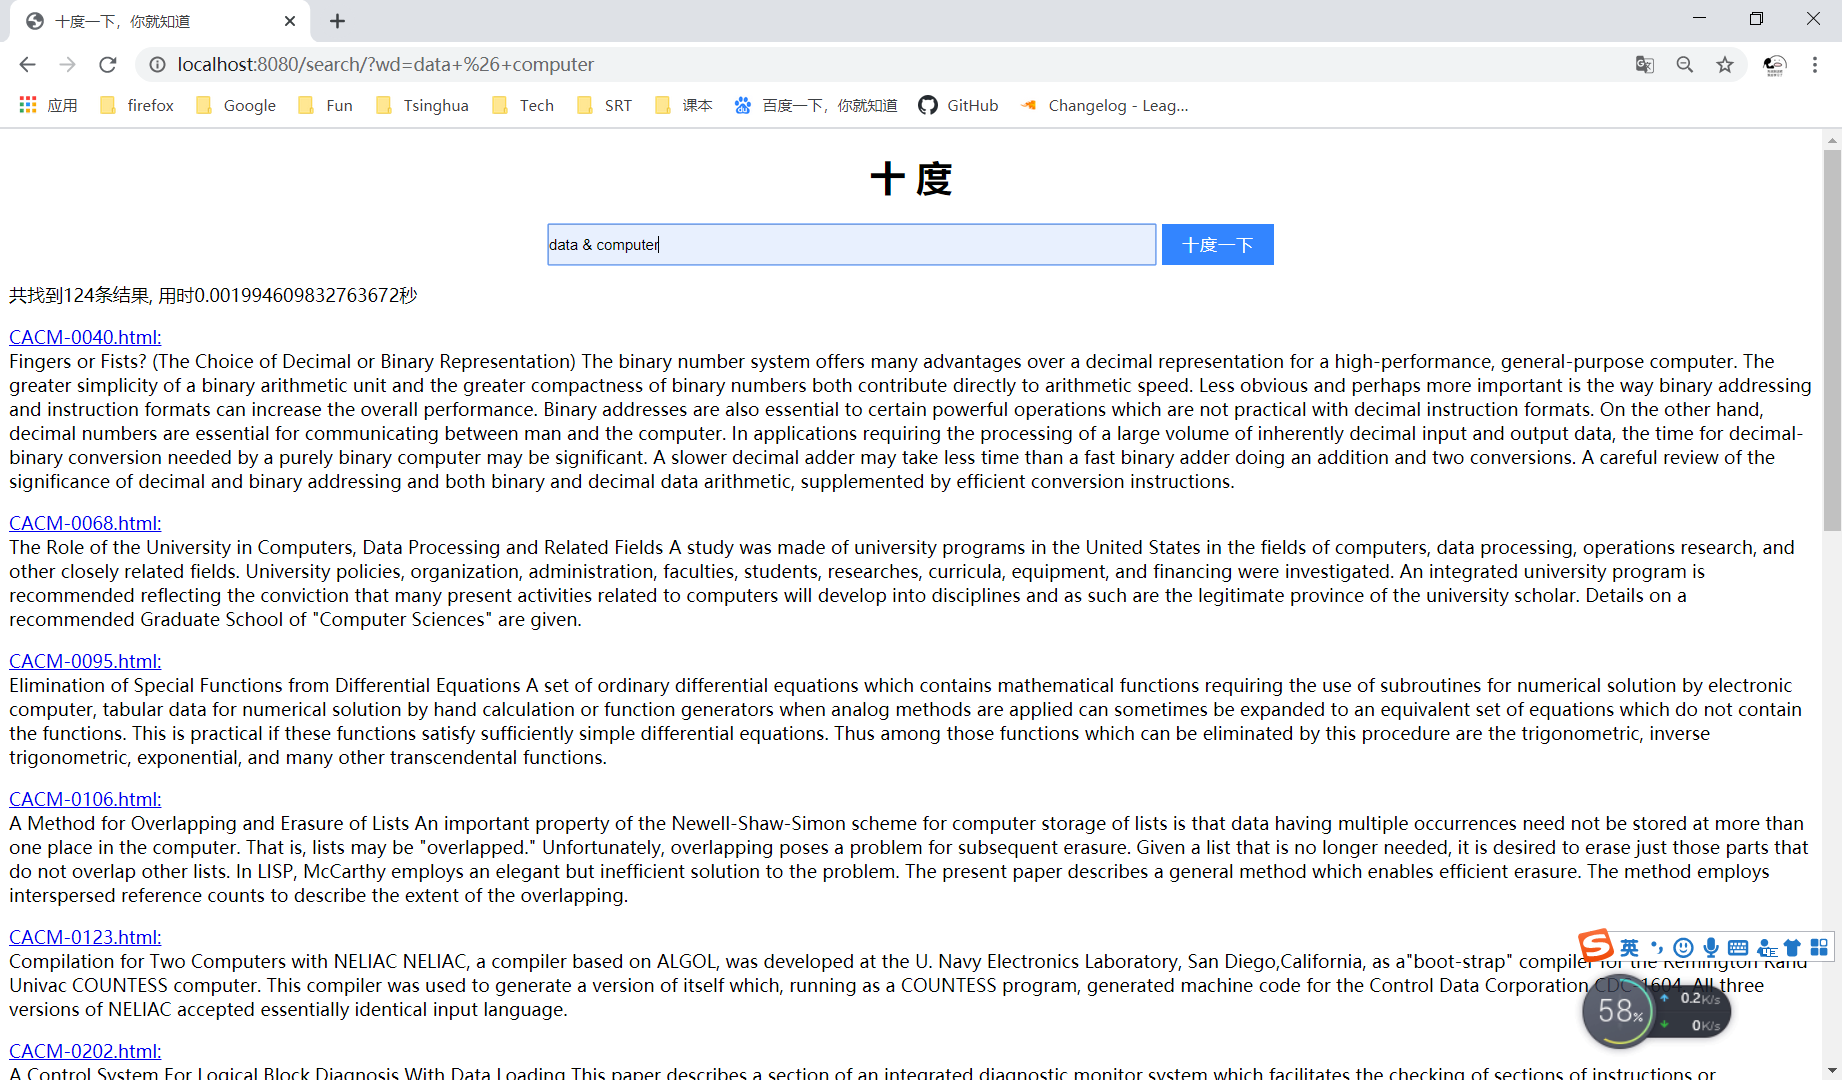 十度一下，你就知道
localhost:8080/search/?wd=data+%26+computer
应用 firefox Google Fun Tsinghua Tech SRT 课本 百度一下，你就知道 GitHub Changelog - Leag...
十 度
data & computer 十度一下
共找到124条结果, 用时0.001994609832763672秒
CACM-0040.html:
Fingers or Fists? (The Choice of Decimal or Binary Representation) The binary number system offers many advantages over a decimal representation for a high-performance, general-purpose computer. The
greater simplicity of a binary arithmetic unit and the greater compactness of binary numbers both contribute directly to arithmetic speed. Less obvious and perhaps more important is the way binary addressing
and instruction formats can increase the overall performance. Binary addresses are also essential to certain powerful operations which are not practical with decimal instruction formats. On the other hand,
decimal numbers are essential for communicating between man and the computer. In applications requiring the processing of a large volume of inherently decimal input and output data, the time for decimal-
binary conversion needed by a purely binary computer may be significant. A slower decimal adder may take less time than a fast binary adder doing an addition and two conversions. A careful review of the
significance of decimal and binary addressing and both binary and decimal data arithmetic, supplemented by efficient conversion instructions.
CACM-0068.html:
The Role of the University in Computers, Data Processing and Related Fields A study was made of university programs in the United States in the fields of computers, data processing, operations research, and
other closely related fields. University policies, organization, administration, faculties, students, researches, curricula, equipment, and financing were investigated. An integrated university program is
recommended reflecting the conviction that many present activities related to computers will develop into disciplines and as such are the legitimate province of the university scholar. Details on a
recommended Graduate School of "Computer Sciences" are given.
CACM-0095.html:
Elimination of Special Functions from Differential Equations A set of ordinary differential equations which contains mathematical functions requiring the use of subroutines for numerical solution by electronic
computer, tabular data for numerical solution by hand calculation or function generators when analog methods are applied can sometimes be expanded to an equivalent set of equations which do not contain
the functions. This is practical if these functions satisfy sufficiently simple differential equations. Thus among those functions which can be eliminated by this procedure are the trigonometric, inverse
trigonometric, exponential, and many other transcendental functions.
CACM-0106.html:
A Method for Overlapping and Erasure of Lists An important property of the Newell-Shaw-Simon scheme for computer storage of lists is that data having multiple occurrences need not be stored at more than
one place in the computer. That is, lists may be "overlapped." Unfortunately, overlapping poses a problem for subsequent erasure. Given a list that is no longer needed, it is desired to erase just those parts that
do not overlap other lists. In LISP, McCarthy employs an elegant but inefficient solution to the problem. The present paper describes a general method which enables efficient erasure. The method employs
interspersed reference counts to describe the extent of the overlapping.
CACM-0123.html:
英
Compilation for Two Computers with NELIAC NELIAC, a compiler based on ALGOL, was developed at the U. Navy Electronics Laboratory, San Diego,California, as a"boot-strap" compiler for the Remington Rand
Univac COUNTESS computer. This compiler was used to generate a version of itself which, running as a COUNTESS program, generated machine code for the Control Data Corporation CDC-1604. All three
versions of NELIAC accepted essentially identical input language.
58% 0.2K/s
0K/s
CACM-0202.html:
A Control System For Logical Block Diagnosis With Data Loading This paper describes a section of an integrated diagnostic monitor system which facilitates the checking of sections of instructions or